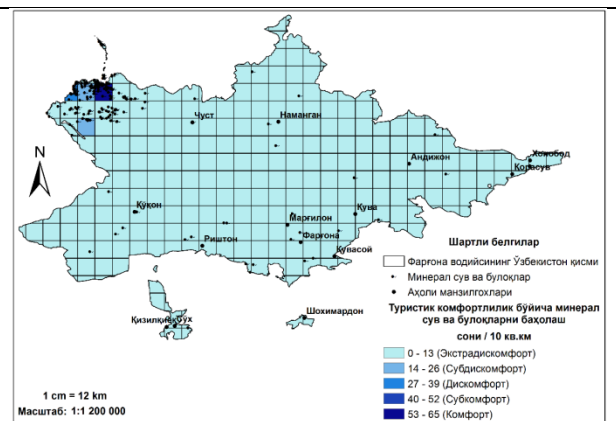 Чуст
Наманган
N
Андижон
Хонобод
Қорасув
Қўқон
Марғилон
Қува
Фарғона
Риштон
Қувасой
Қизилқиёқ Сўх
Шохимардон
Шартли белгилар
Фарғона водийсининг Ўзбекистон қисми
Минерал сув ва булоқлар
Аҳоли манзилгохлари
Туристик комфортлилик бўйича минерал
сув ва булоқларни баҳолаш
сони / 10 кв.км
0 - 13 (Экстрадискомфорт)
14 - 26 (Субдискомфорт)
27 - 39 (Дискомфорт)
40 - 52 (Субкомфорт)
53 - 65 (Комфорт)
1 cm = 12 km
Масштаб: 1:1 200 000